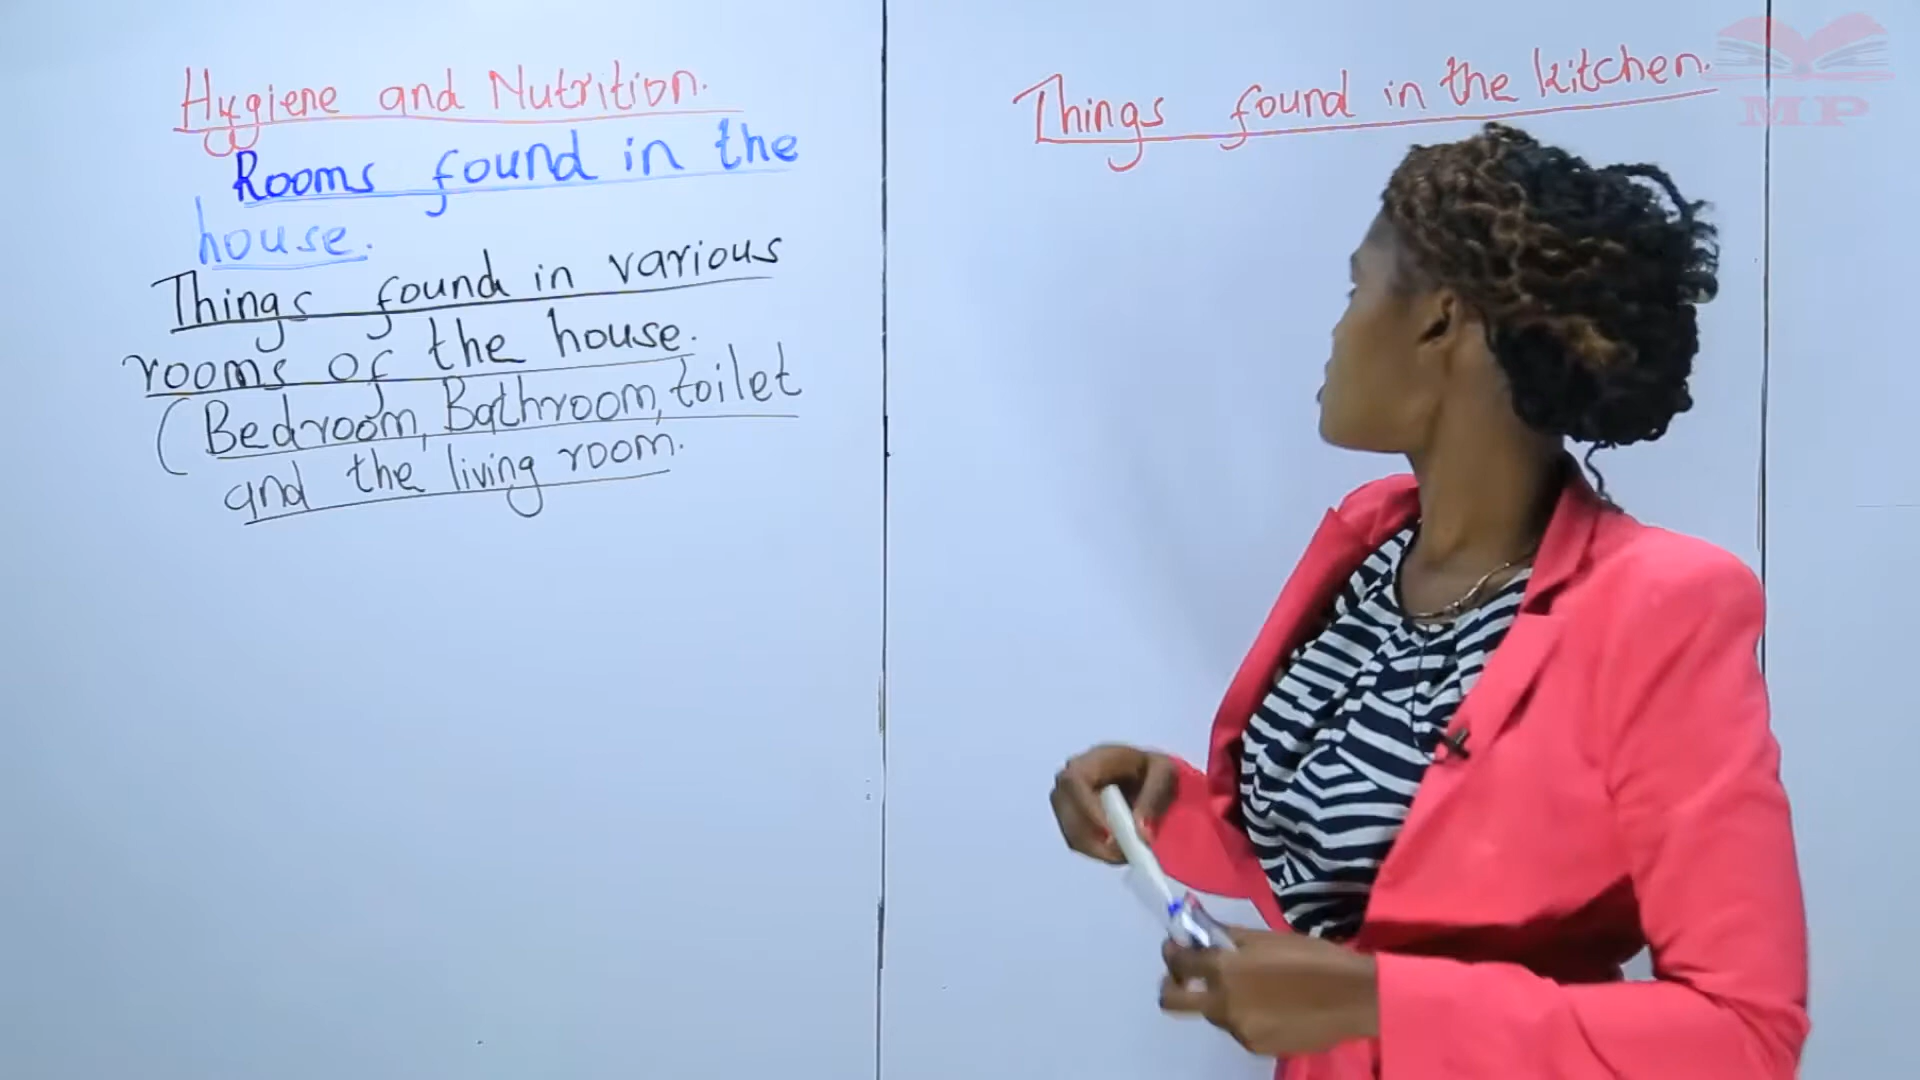 Hygiene and Nutrition.
Rooms found in the
house.
Things found in various
rooms of the house.
(Bedroom, Bathroom, toilet
and the living room.
Things found in the kitchen.
MP